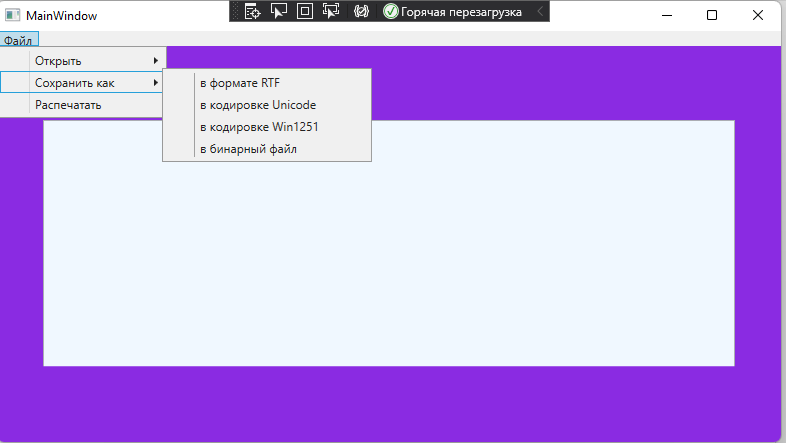 MainWindow
Горячая перезагрузка
Файл
Открыть
Сохранить как
Распечатать
в формате RTF
в кодировке Unicode
в кодировке Win1251
в бинарный файл